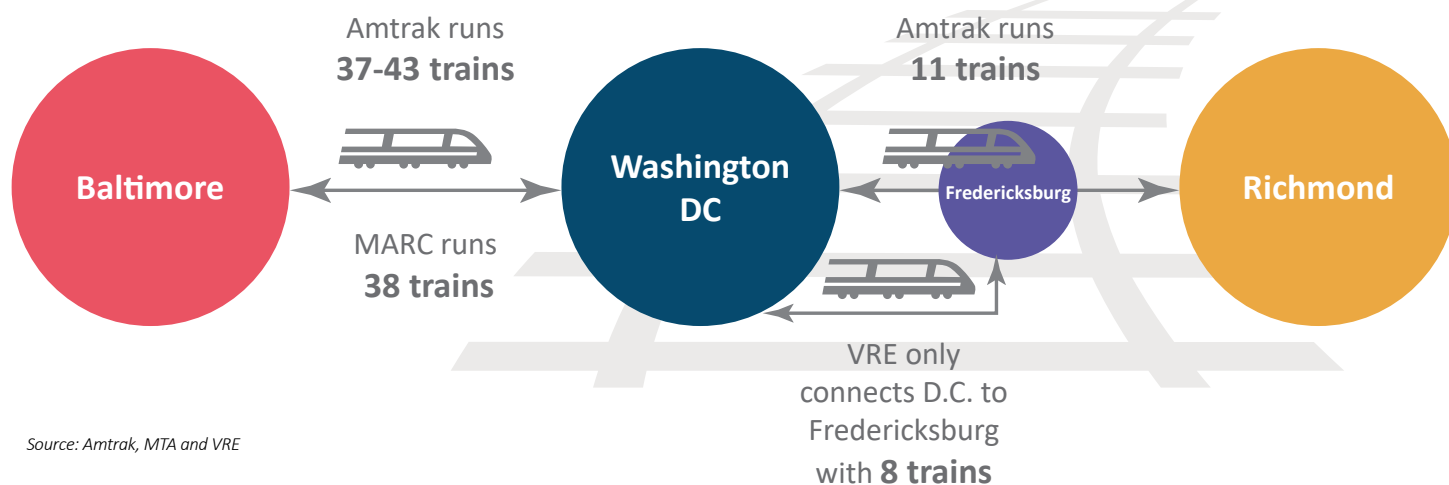 Amtrak runs
37-43 trains
Amtrak runs
11 trains
Baltimore
Washington
DC
Fredericksburg
Richmond
MARC runs
38 trains
VRE only
connects D.C. to
Fredericksburg
with 8 trains
Source: Amtrak, MTA and VRE